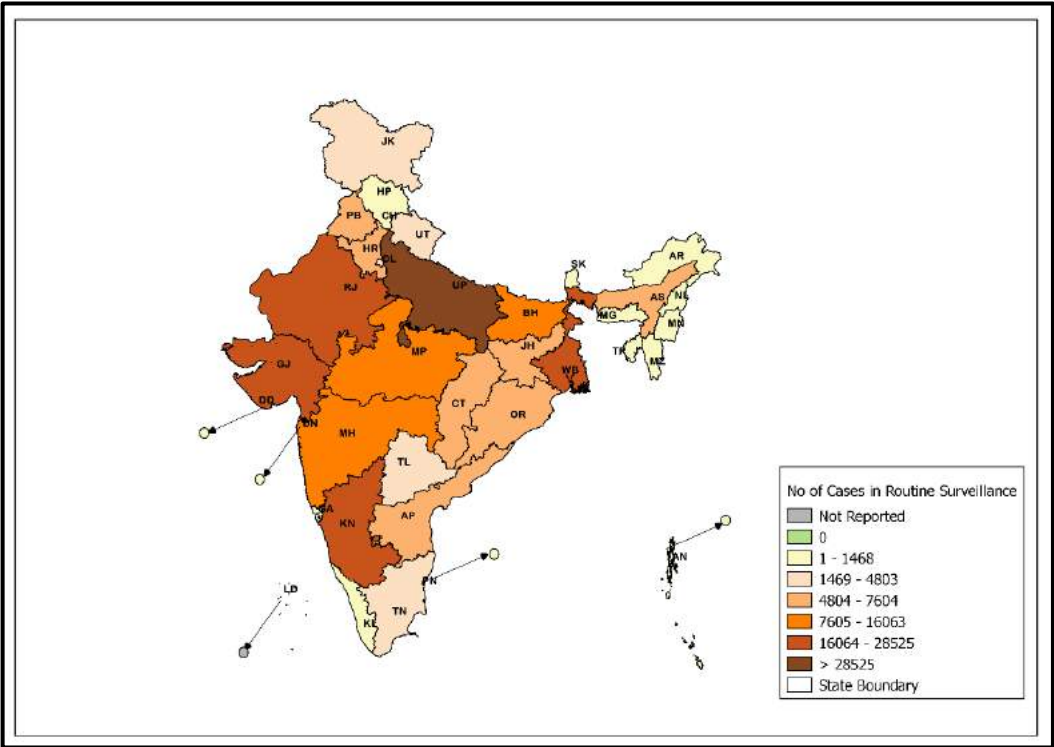 JK
HP
PB
CH
UT
HR
DL
SK
AR
RJ
UP
AS
NL
BH
MG
MN
MP
JH
TR
MZ
GJ
WB
CT
DD
OR
DN
MH
TL
GA
AP
KN
AN
PN
LD
TN
KL
No of Cases in Routine Surveillance
Not Reported
0
1 - 1468
1469 - 4803
4804 - 7604
7605 - 16063
16064 - 28525
> 28525
State Boundary